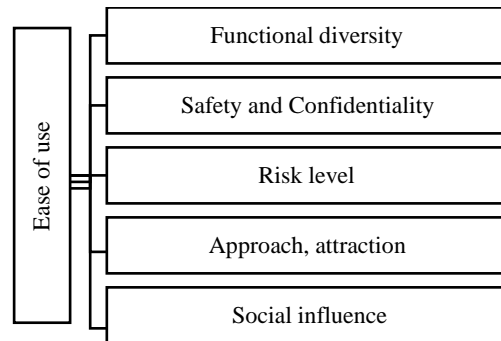 Ease of use
Functional diversity
Safety and Confidentiality
Risk level
Approach, attraction
Social influence